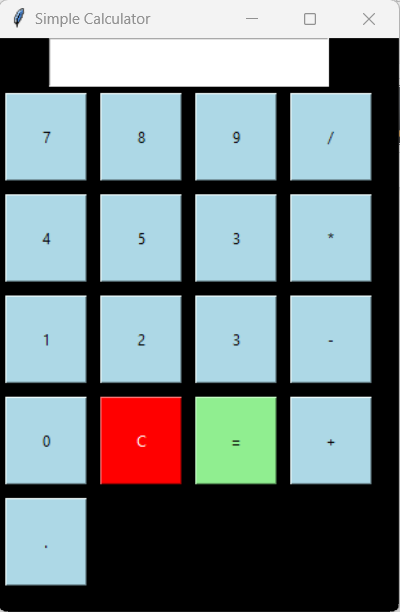 Simple Calculator
7 8 9 /
4 5 3 *
1 2 3 -
0 C = +
.